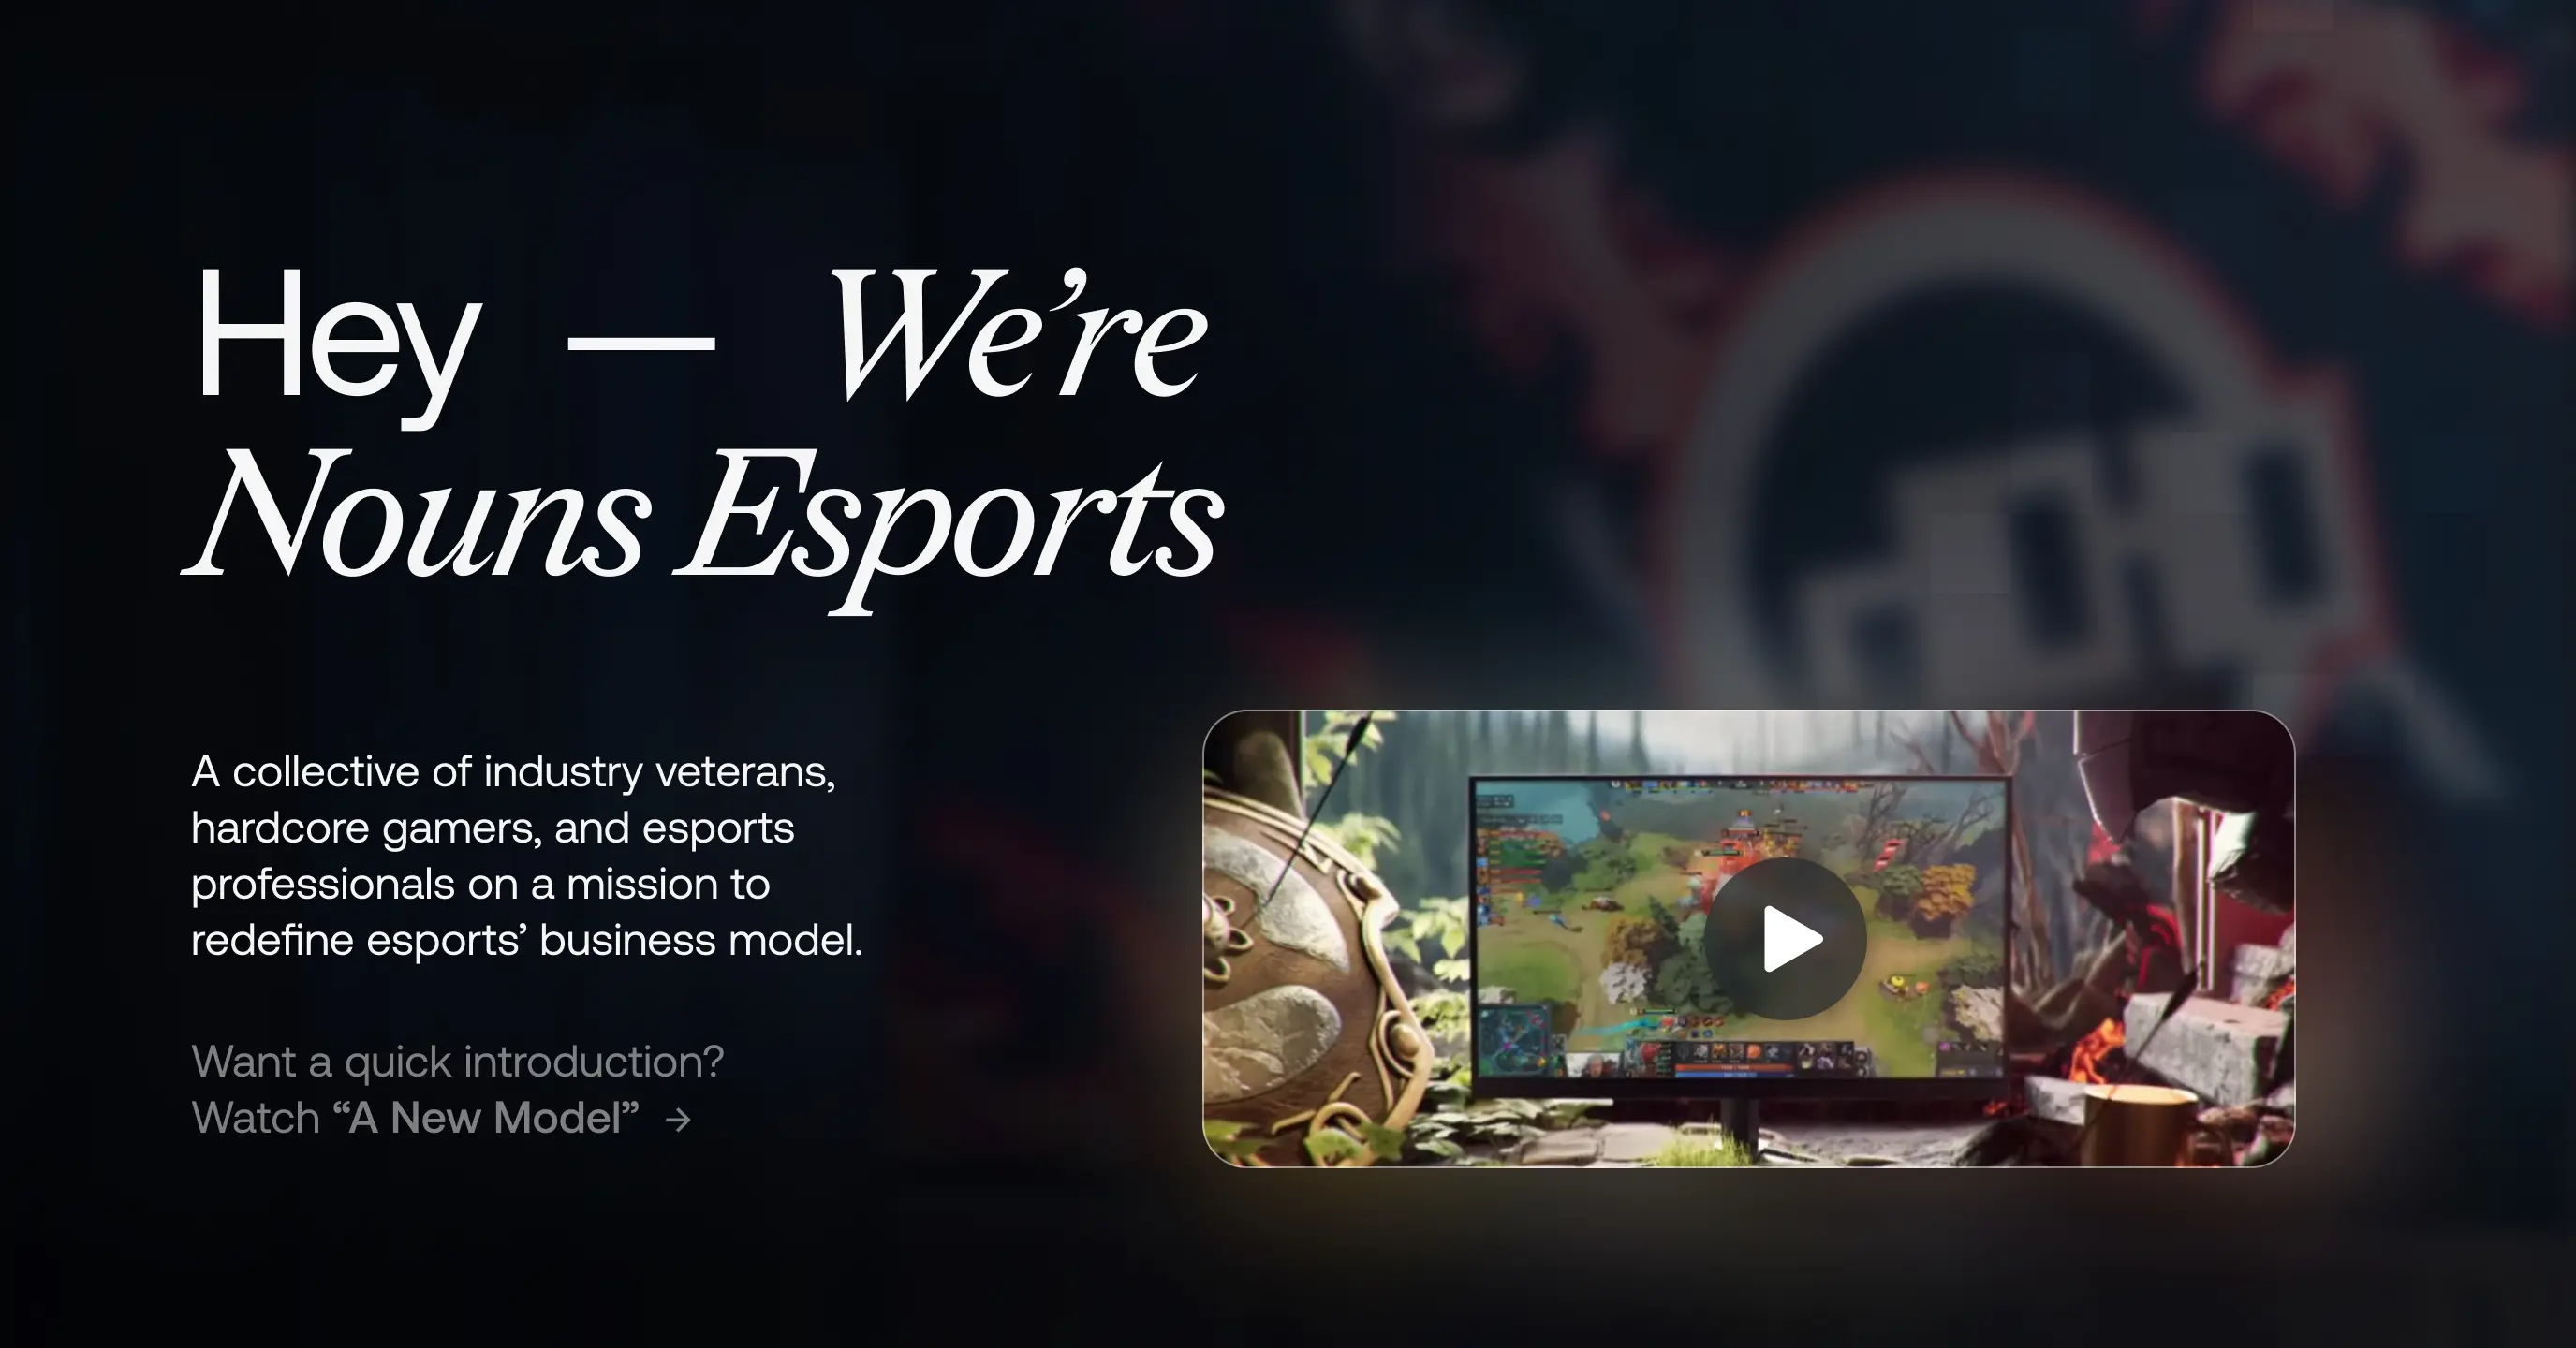 Hey — We’re
Nouns Esports
A collective of industry veterans,
hardcore gamers, and esports
professionals on a mission to
redefine esports’ business model.
Want a quick introduction?
Watch “A New Model” →